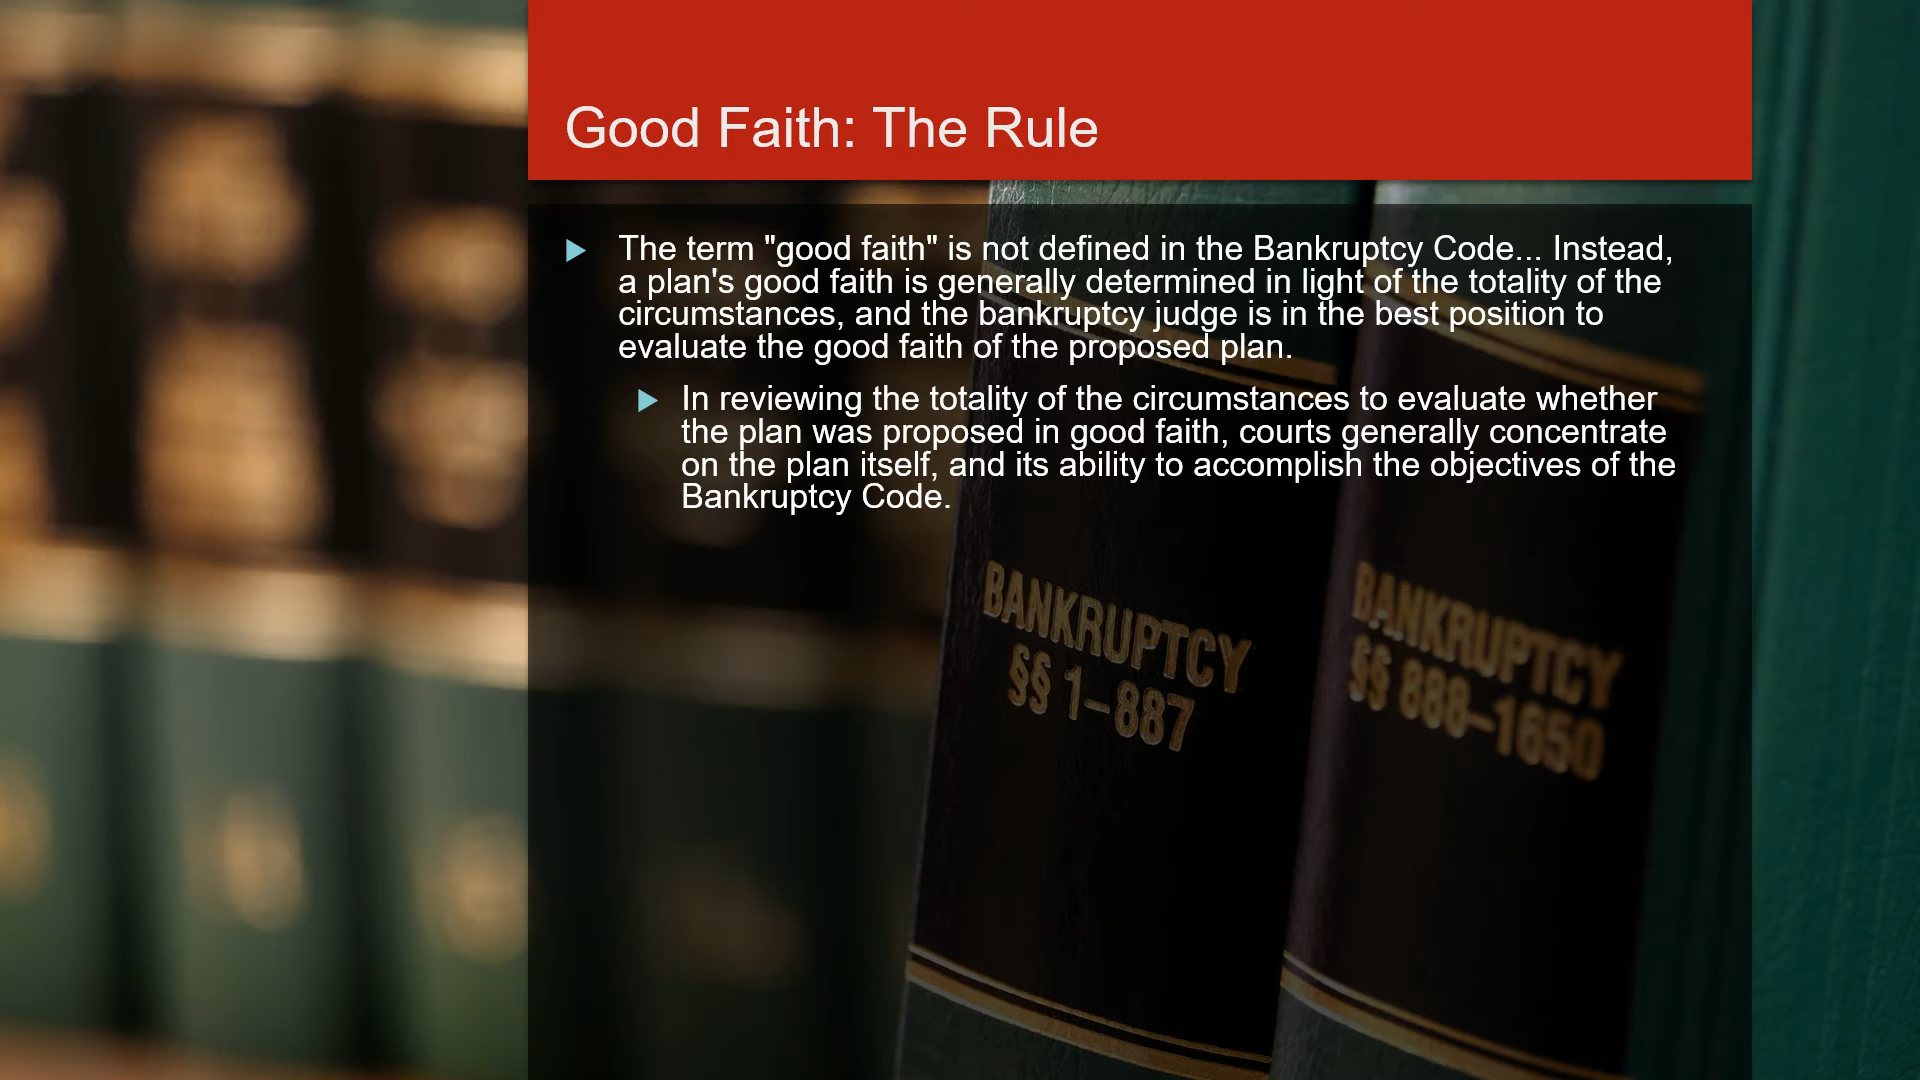 Good Faith: The Rule
The term "good faith" is not defined in the Bankruptcy Code... Instead,
a plan's good faith is generally determined in light of the totality of the
circumstances, and the bankruptcy judge is in the best position to
evaluate the good faith of the proposed plan.
In reviewing the totality of the circumstances to evaluate whether
the plan was proposed in good faith, courts generally concentrate
on the plan itself, and its ability to accomplish the objectives of the
Bankruptcy Code.
BANKRUPTCY
§§ 1–887
BANKRUPTCY
§§ 888–1650